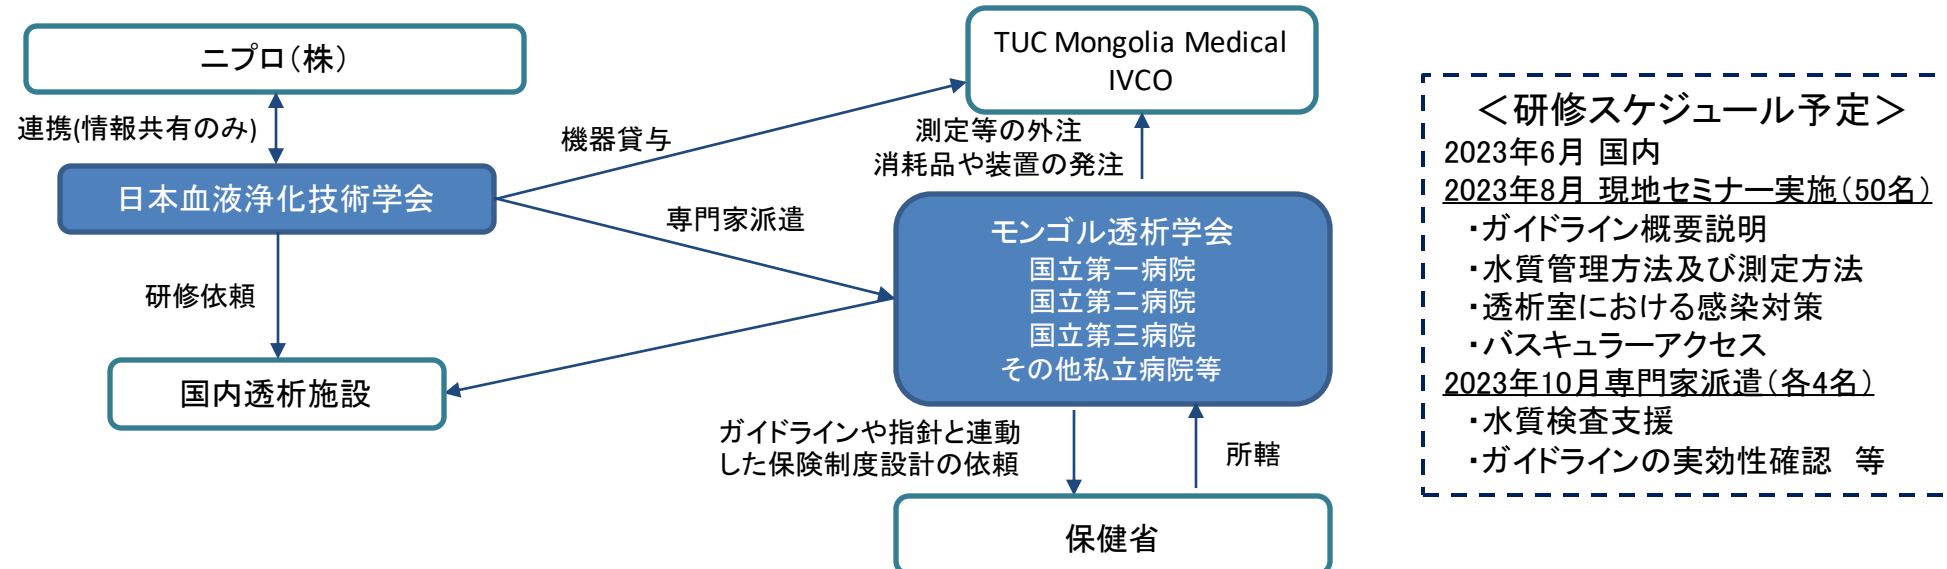 ニプロ（株）
連携(情報共有のみ)
日本血液浄化技術学会
研修依頼
国内透析施設
機器貸与
専門家派遣
TUC Mongolia Medical
IVCO
測定等の外注
消耗品や装置の発注
モンゴル透析学会
国立第一病院
国立第二病院
国立第三病院
その他私立病院等
ガイドラインや指針と連動
した保険制度設計の依頼
所轄
保健省
＜研修スケジュール予定＞
2023年6月 国内
2023年8月 現地セミナー実施（50名）
・ガイドライン概要説明
・水質管理方法及び測定方法
・透析室における感染対策
・バスキュラーアクセス
2023年10月専門家派遣（各4名）
・水質検査支援
・ガイドラインの実効性確認　等